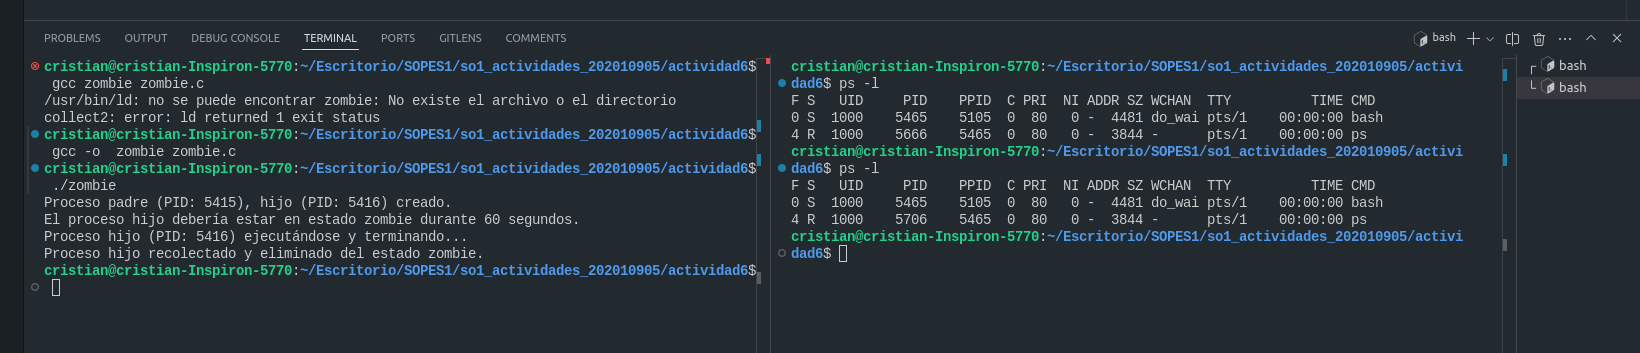 PROBLEMS OUTPUT DEBUG CONSOLE TERMINAL PORTS GITLENS COMMENTS bash
cristian@cristian-Inspiron-5770:~/Escritorio/SOPES1/so1_actividades_202010905/actividad6$
gcc zombie zombie.c
/usr/bin/ld: no se puede encontrar zombie: No existe el archivo o el directorio
collect2: error: ld returned 1 exit status
cristian@cristian-Inspiron-5770:~/Escritorio/SOPES1/so1_actividades_202010905/actividad6$
gcc -o  zombie zombie.c
cristian@cristian-Inspiron-5770:~/Escritorio/SOPES1/so1_actividades_202010905/actividad6$
./zombie
Proceso padre (PID: 5415), hijo (PID: 5416) creado.
El proceso hijo debería estar en estado zombie durante 60 segundos.
Proceso hijo (PID: 5416) ejecutándose y terminando...
Proceso hijo recolectado y eliminado del estado zombie.
cristian@cristian-Inspiron-5770:~/Escritorio/SOPES1/so1_actividades_202010905/actividad6$
cristian@cristian-Inspiron-5770:~/Escritorio/SOPES1/so1_actividades_202010905/activi
dad6$ ps -l
F S   UID     PID    PPID  C PRI  NI ADDR SZ WCHAN  TTY          TIME CMD
0 S  1000    5465    5105  0  80   0 -  4481 do_wai pts/1    00:00:00 bash
4 R  1000    5666    5465  0  80   0 -  3844 -      pts/1    00:00:00 ps
cristian@cristian-Inspiron-5770:~/Escritorio/SOPES1/so1_actividades_202010905/activi
dad6$ ps -l
F S   UID     PID    PPID  C PRI  NI ADDR SZ WCHAN  TTY          TIME CMD
0 S  1000    5465    5105  0  80   0 -  4481 do_wai pts/1    00:00:00 bash
4 R  1000    5706    5465  0  80   0 -  3844 -      pts/1    00:00:00 ps
cristian@cristian-Inspiron-5770:~/Escritorio/SOPES1/so1_actividades_202010905/activi
dad6$
bash
bash